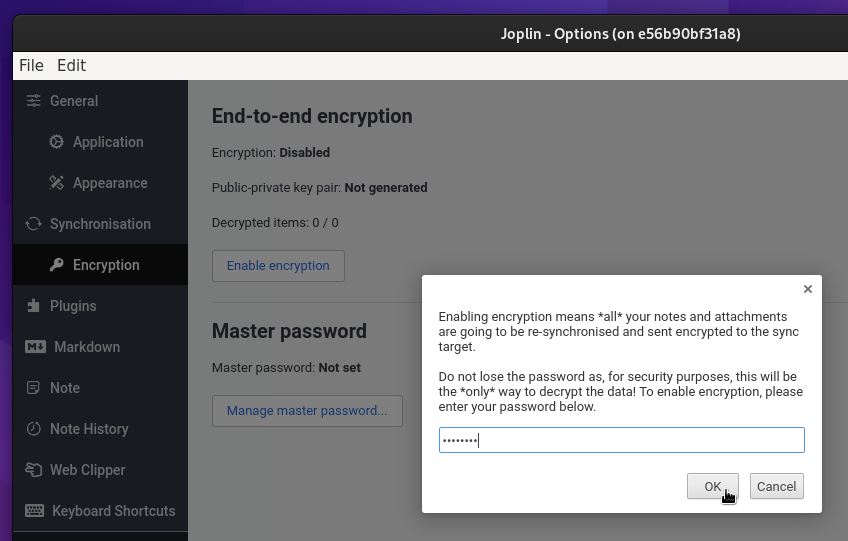 Joplin - Options (on e56b90bf31a8)
File Edit
General
Application
Appearance
Synchronisation
Encryption
Plugins
Markdown
Note
Note History
Web Clipper
Keyboard Shortcuts
End-to-end encryption
Encryption: Disabled
Public-private key pair: Not generated
Decrypted items: 0 / 0
Enable encryption
Master password
Master password: Not set
Manage master password...
Enabling encryption means *all* your notes and attachments
are going to be re-synchronised and sent encrypted to the sync
target.
Do not lose the password as, for security purposes, this will be
the *only* way to decrypt the data! To enable encryption, please
enter your password below.
••••••••
OK Cancel